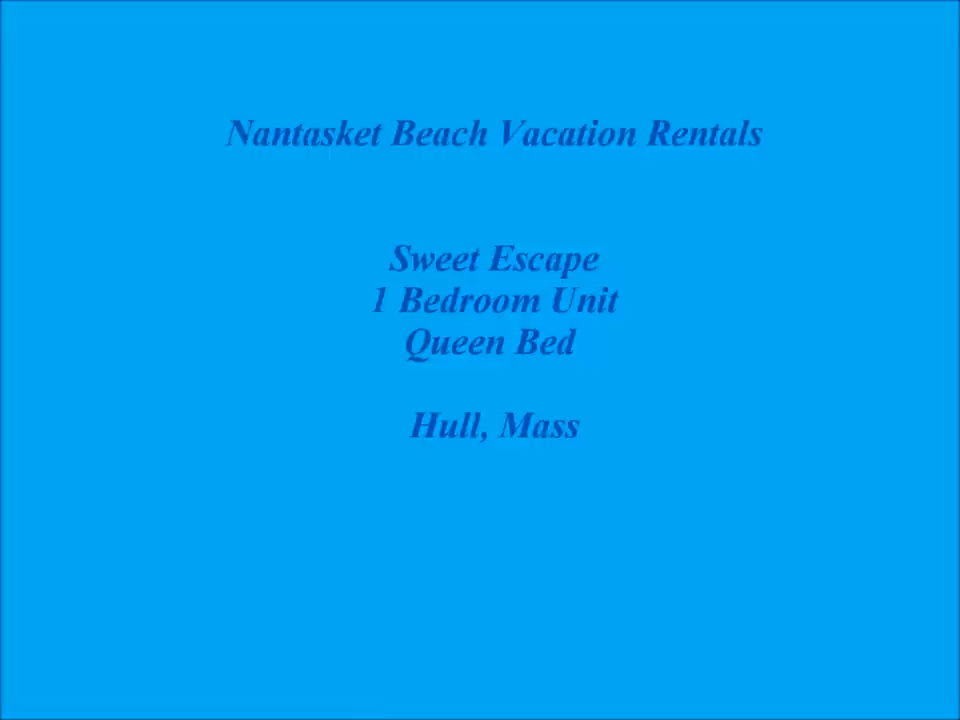 Nantasket Beach Vacation Rentals
Sweet Escape
1 Bedroom Unit
Queen Bed
Hull, Mass